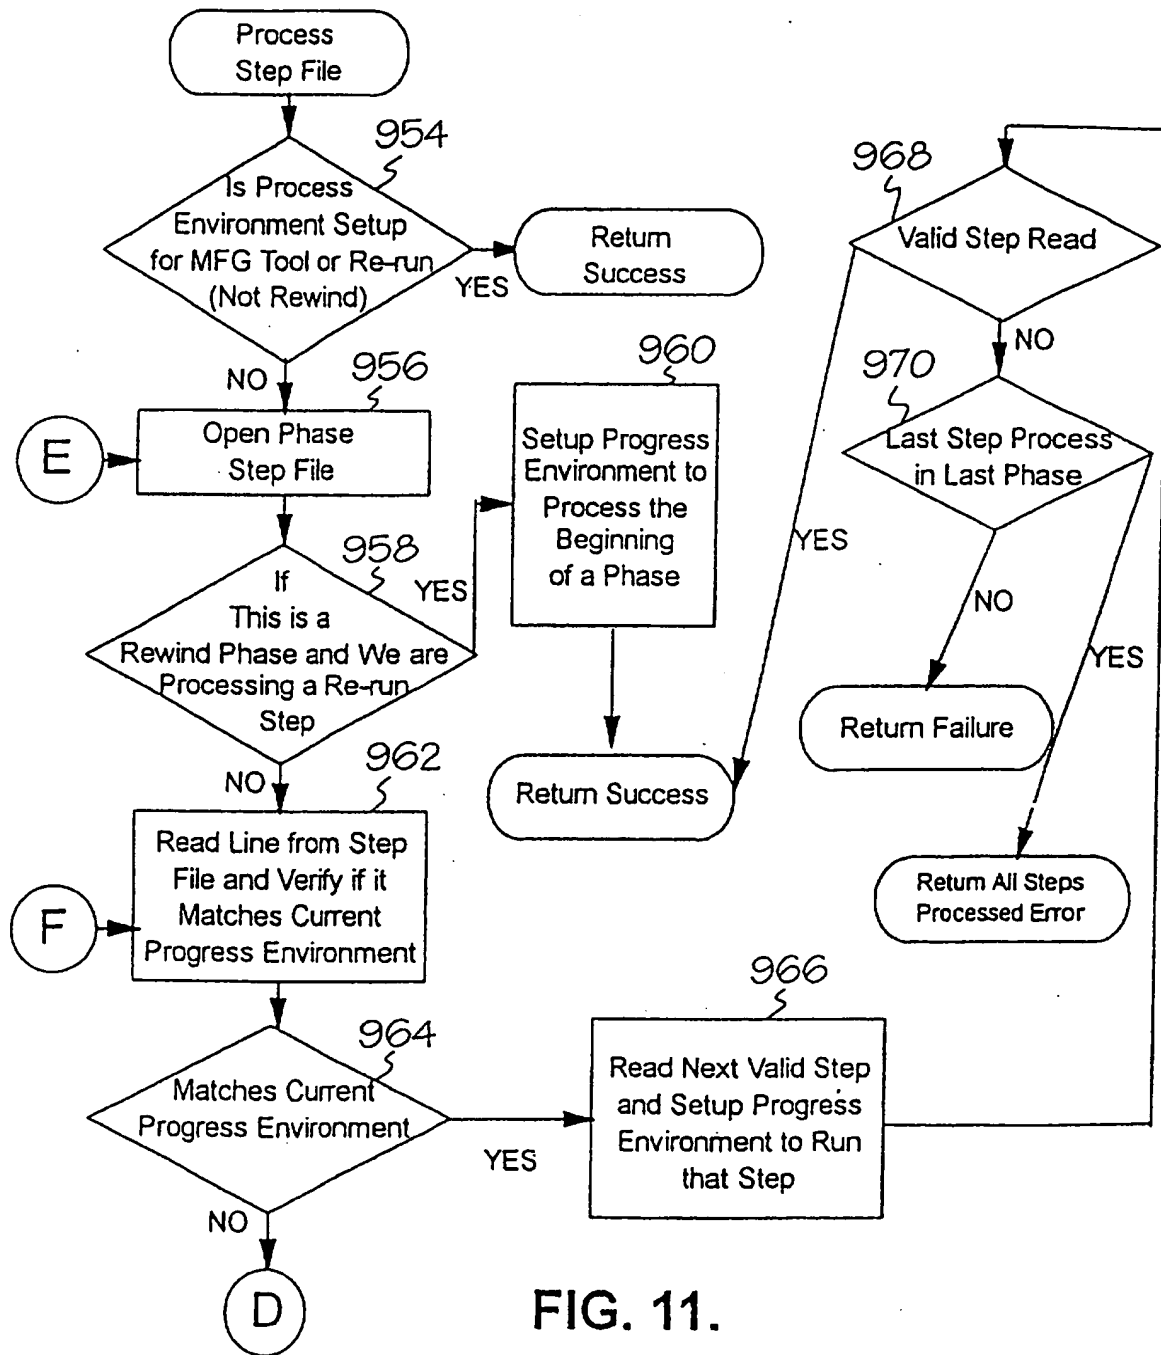 Process
Step File
954
Is Process
Environment Setup
for MFG Tool or Re-run
(Not Rewind)
YES
Return
Success
NO
956
E
Open Phase
Step File
958
If
This is a
Rewind Phase and We are
Processing a Re-run
Step
YES
960
Setup Progress
Environment to
Process the
Beginning
of a Phase
Return Success
NO
962
Read Line from Step
File and Verify if it
Matches Current
Progress Environment
F
964
Matches Current
Progress Environment
YES
NO
D
966
Read Next Valid Step
and Setup Progress
Environment to Run
that Step
968
Valid Step Read
YES
NO
970
Last Step Process
in Last Phase
NO
YES
Return Failure
Return All Steps
Processed Error
FIG. 11.